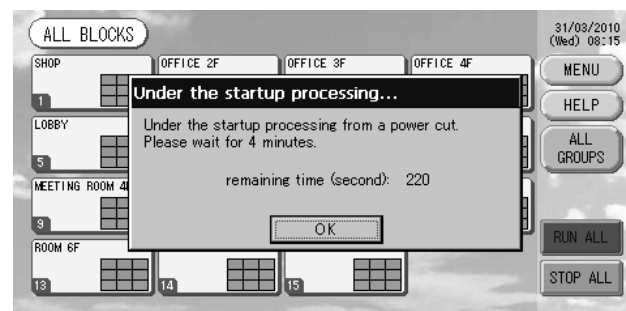 ALL BLOCKS
31/03/2010
(Wed) 08:15
SHOP
OFFICE 2F
OFFICE 3F
OFFICE 4F
MENU
1
Under the startup processing...
HELP
LOBBY
Under the startup processing from a power cut.
Please wait for 4 minutes.
ALL
GROUPS
5
remaining time (second): 220
MEETING ROOM
9
OK
RUN ALL
ROOM 6F
13
14
15
STOP ALL